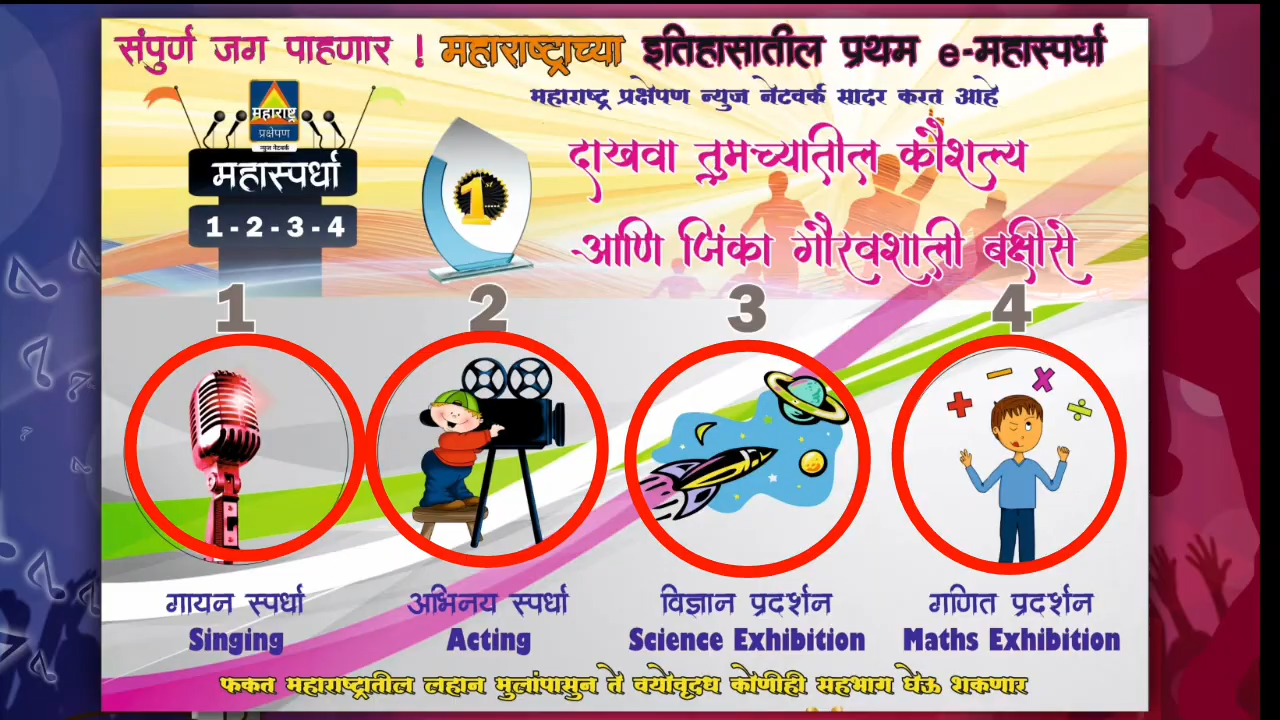 संपुर्ण जग पाहणार ! महाराष्ट्राच्या इतिहासातील प्रथम e-महास्पर्धा
महाराष्ट्र प्रक्षेपण न्युज नेटवर्क सादर करत आहे
महाराष्ट्र
प्रक्षेपण
न्युज नेटवर्क
महास्पर्धा
1-2-3-4
1st
दाखवा तुमच्यातील कौशल्य
आणि जिंका गौरवशाली बक्षीसे
1 2 3 4
गायन स्पर्धा अभिनय स्पर्धा विज्ञान प्रदर्शन गणित प्रदर्शन
Singing Acting Science Exhibition Maths Exhibition
फकत महाराष्ट्रातील लहान मुलांपासुन ते वयोवृद्ध कोणीही सहभाग घेऊ शकणार